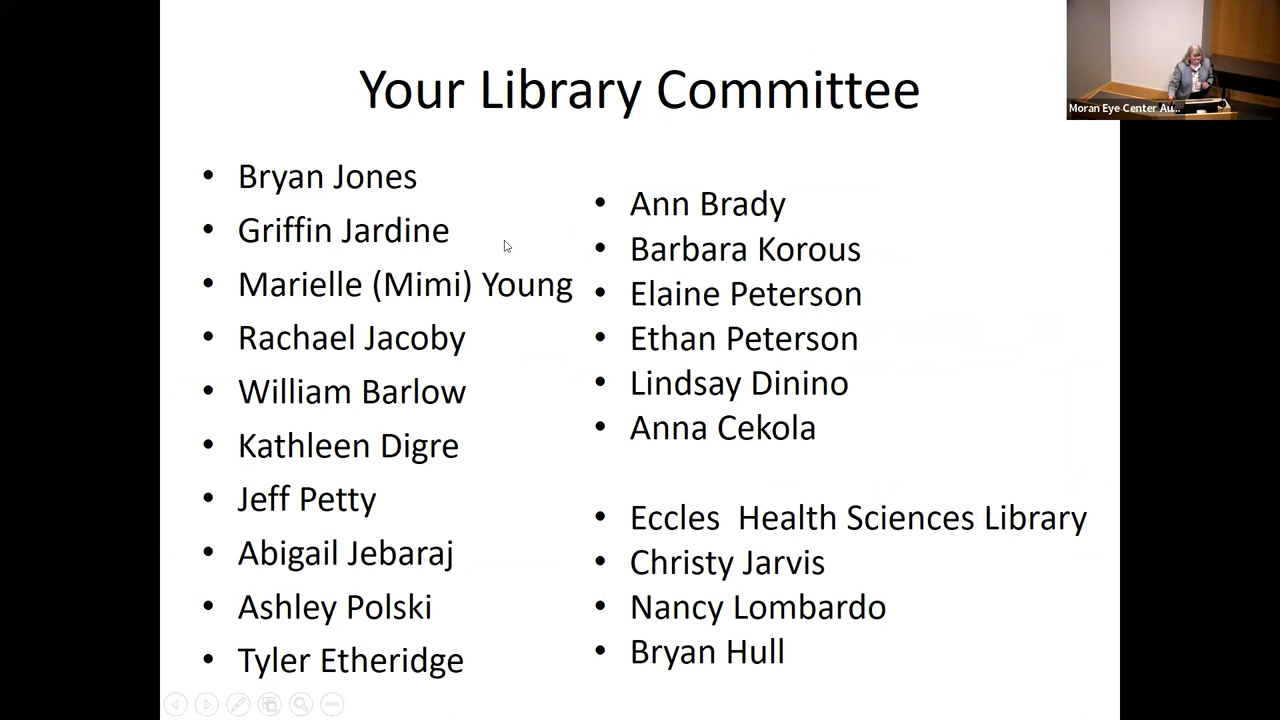 Your Library Committee
Bryan Jones
Griffin Jardine
Marielle (Mimi) Young
Rachael Jacoby
William Barlow
Kathleen Digre
Jeff Petty
Abigail Jebaraj
Ashley Polski
Tyler Etheridge
Ann Brady
Barbara Korous
Elaine Peterson
Ethan Peterson
Lindsay Dinino
Anna Cekola
Eccles  Health Sciences Library
Christy Jarvis
Nancy Lombardo
Bryan Hull
Moran Eye Center Au...